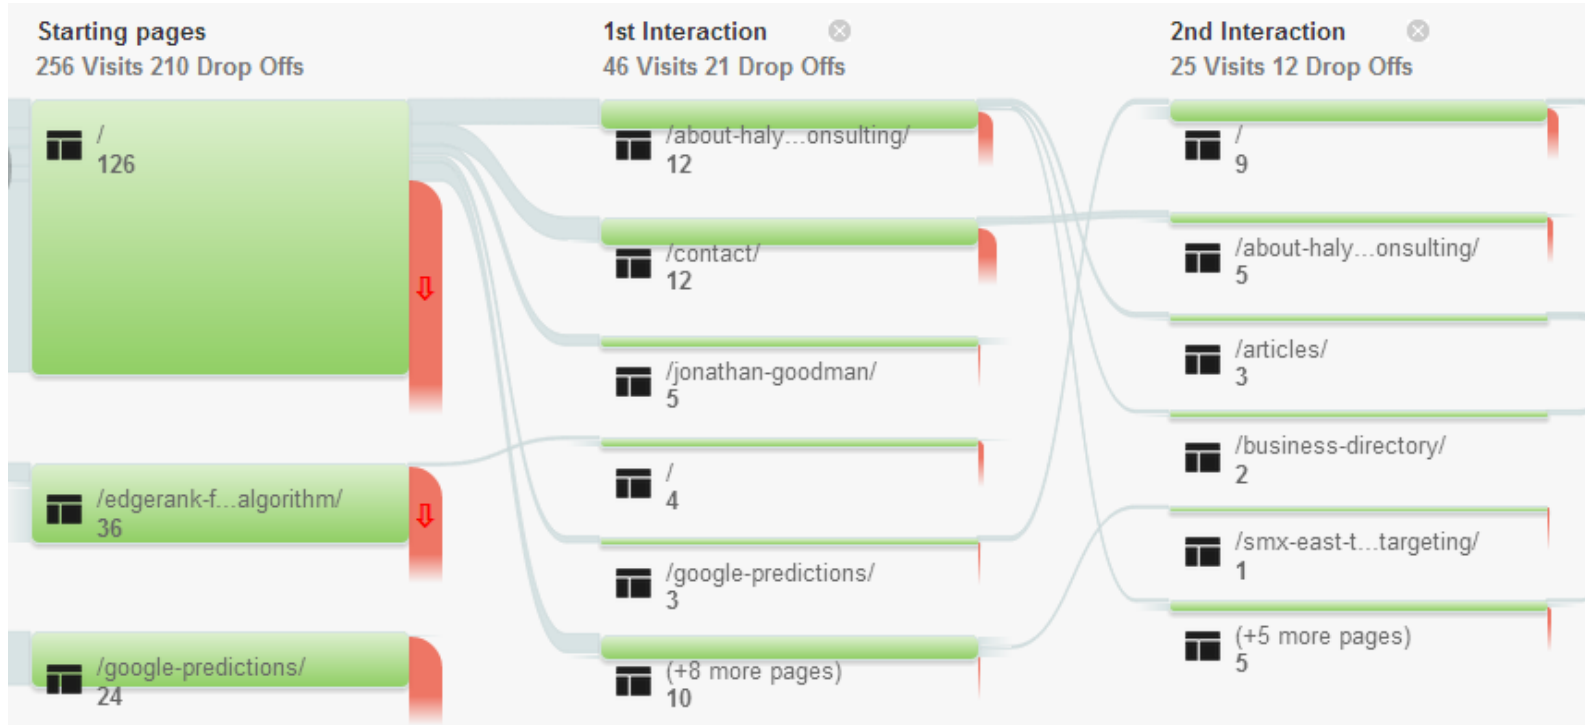 Starting pages
256 Visits 210 Drop Offs
/
126
/edgerank-f...algorithm/
36
/google-predictions/
24
1st Interaction
46 Visits 21 Drop Offs
/about-haly...onsulting/
12
/contact/
12
/jonathan-goodman/
5
/
4
/google-predictions/
3
(+8 more pages)
10
2nd Interaction
25 Visits 12 Drop Offs
/
9
/about-haly...onsulting/
5
/articles/
3
/business-directory/
2
/smx-east-t...targeting/
1
(+5 more pages)
5